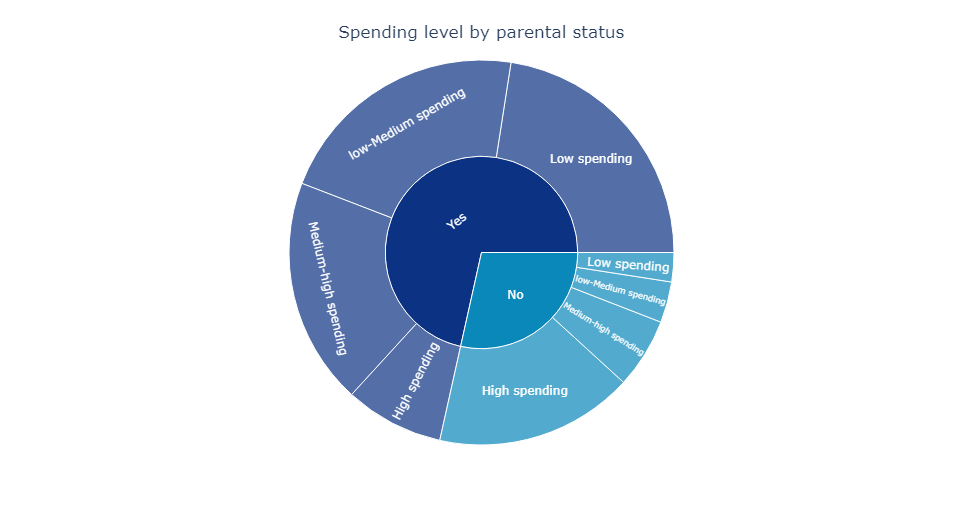 Spending level by parental status
low-Medium spending
Low spending
Yes
Medium-high spending
High spending
No
Low spending
low-Medium spending
Medium-high spending
High spending